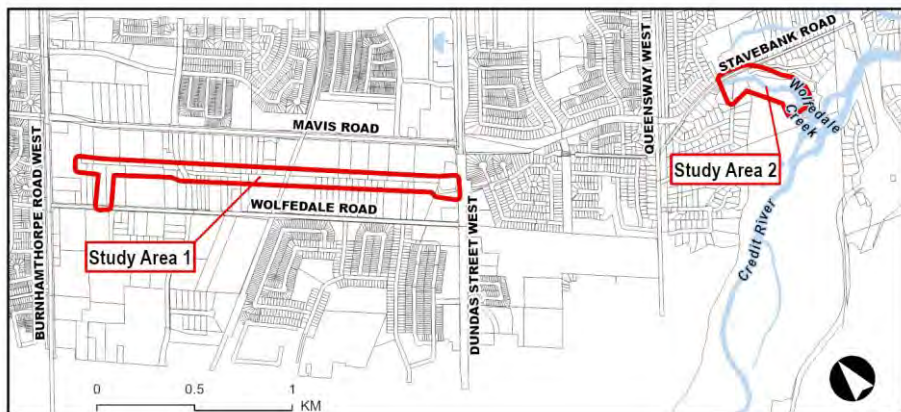 STAVEBANK ROAD
Wolfedale
Creek
MAVIS ROAD
QUEENSWAY WEST
BURNHAMTHORPE ROAD WEST
Study Area 2
WOLFEDALE ROAD
Study Area 1
DUNDAS STREET WEST
Credit River
0 0.5 1
KM